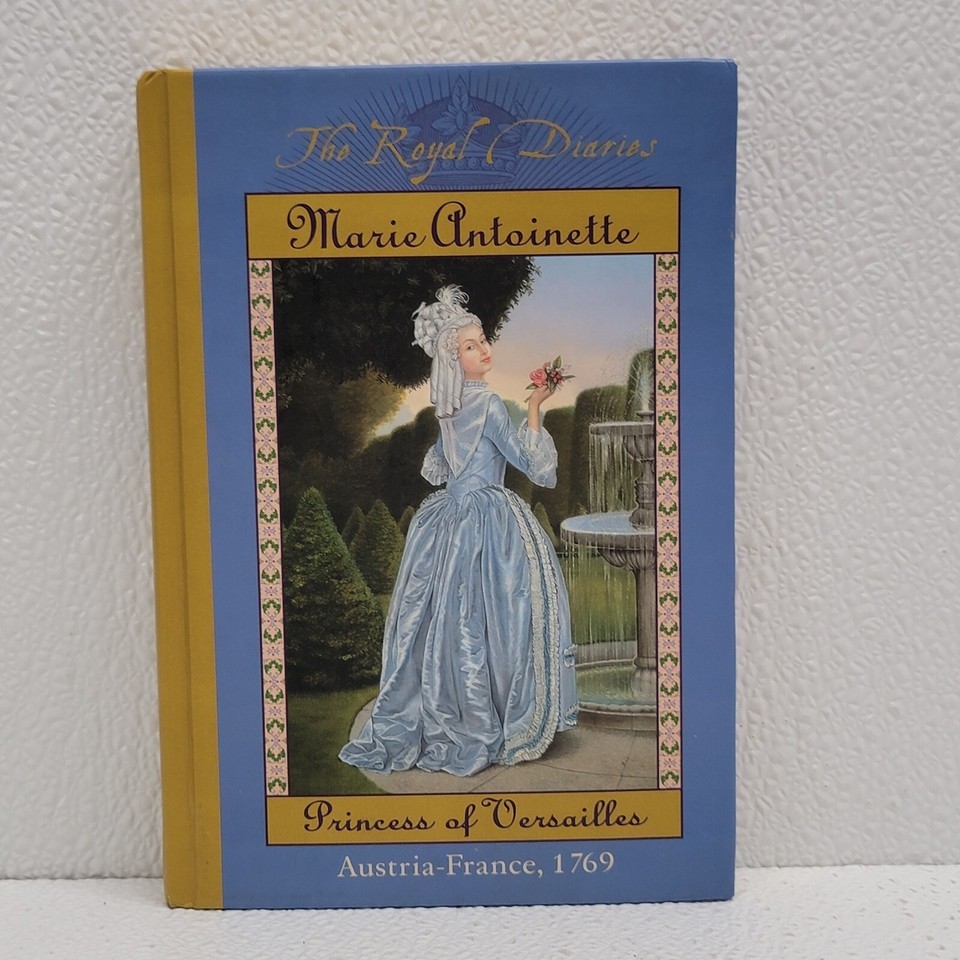 The Royal Diaries
Marie Antoinette
Princess of Versailles
Austria-France, 1769